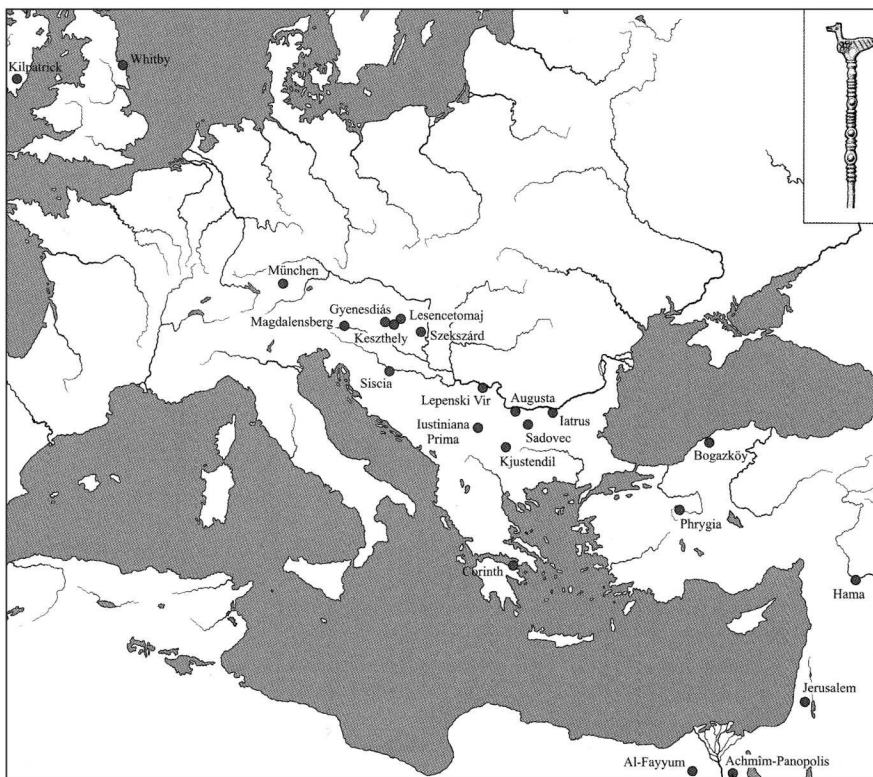 Kilpatrick
Whitby
München
Gyenesdiás
Lesencetomaj
Magdalensberg
Keszthely
Szekszárd
Siscia
Lepenski Vir
Augusta
Iatrus
Iustiniana
Prima
Sadovec
Kjustendil
Bogazköy
Phrygia
Corinth
Hama
Jerusalem
Al-Fayyum
Achmîm-Panopolis